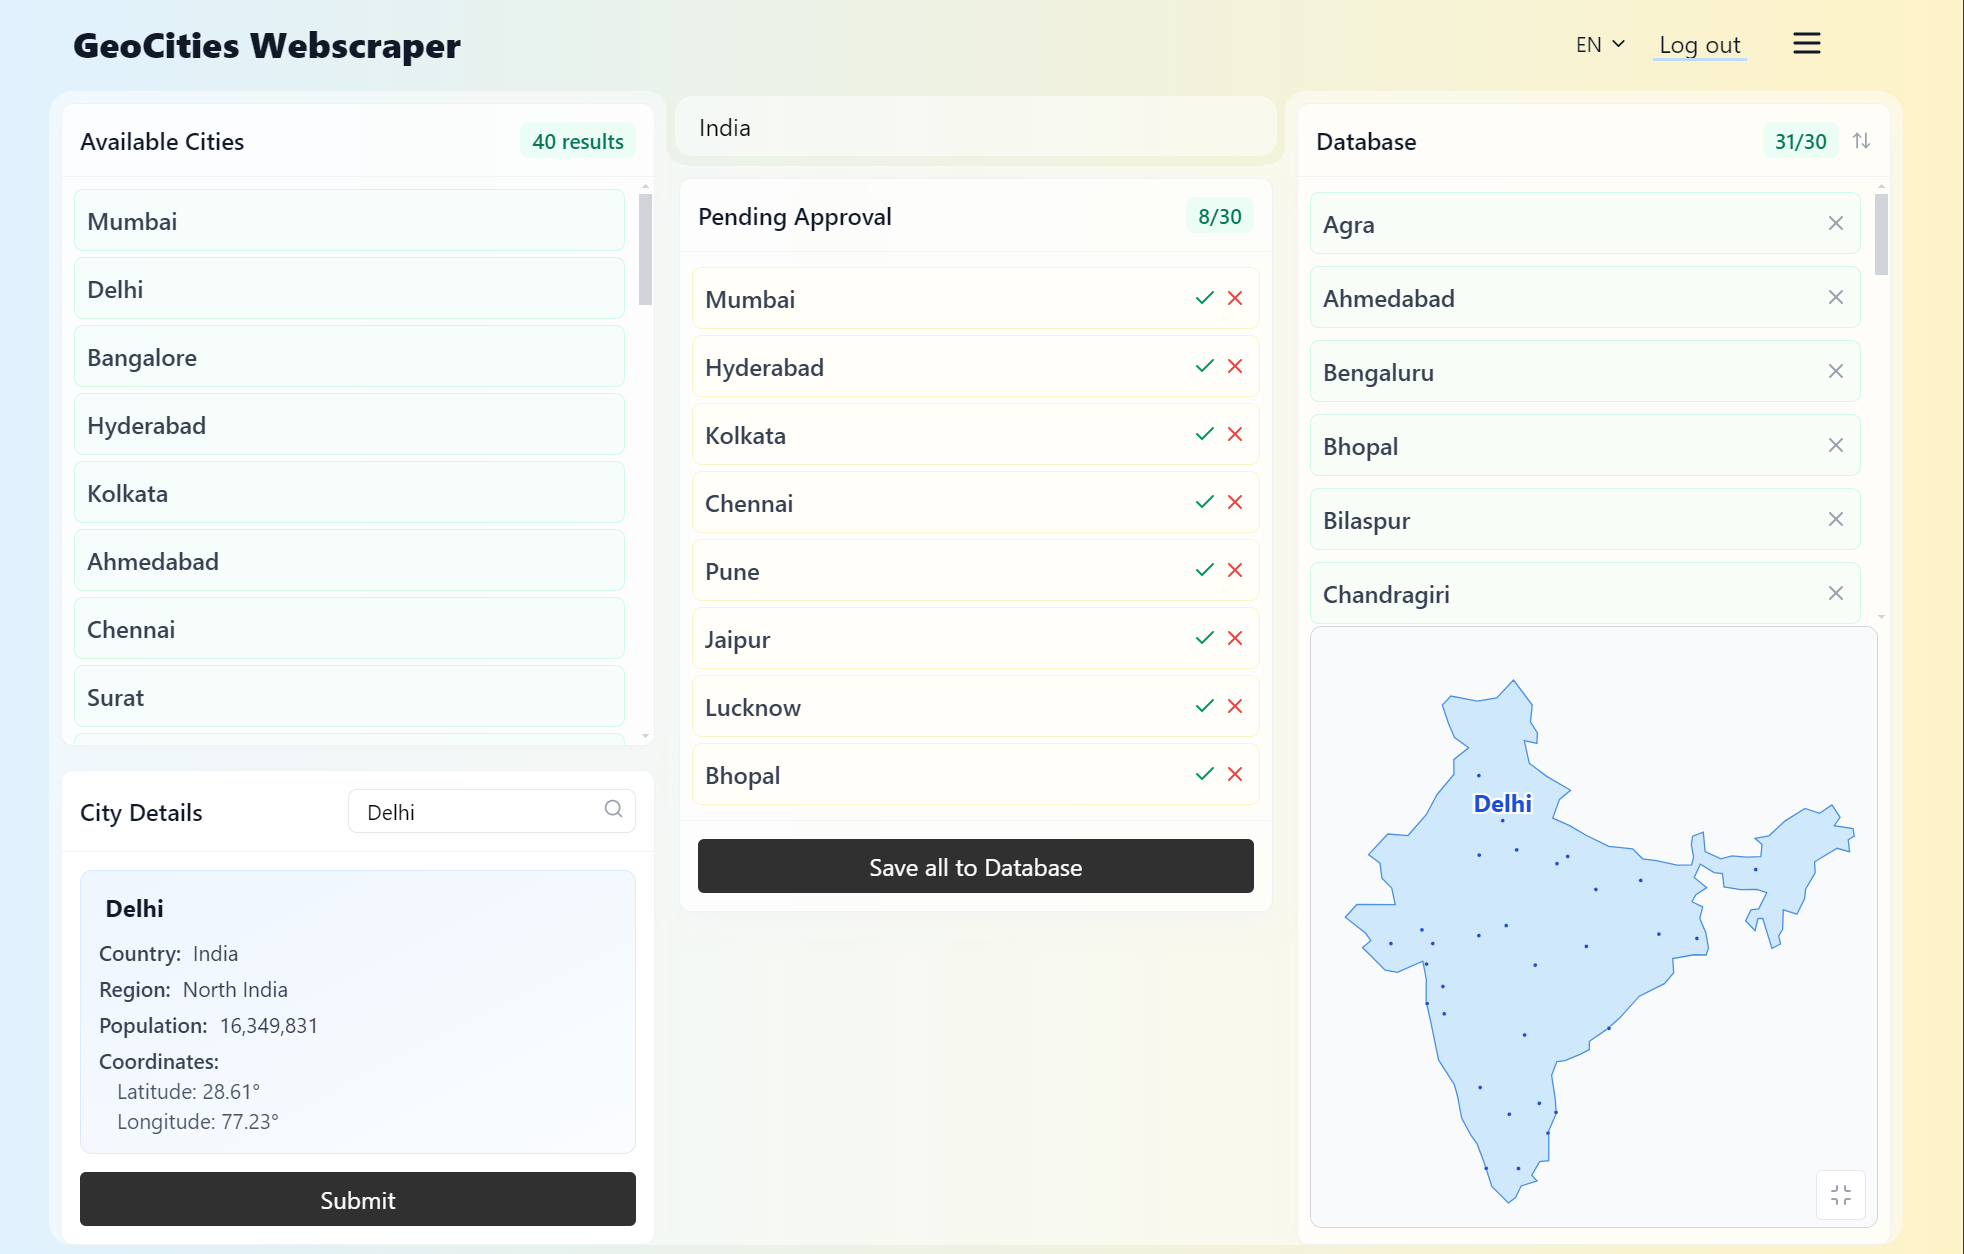 GeoCities Webscraper
EN
Log out
Available Cities
40 results
Mumbai
Delhi
Bangalore
Hyderabad
Kolkata
Ahmedabad
Chennai
Surat
City Details
Delhi
Delhi
Country: India
Region: North India
Population: 16,349,831
Coordinates:
Latitude: 28.61°
Longitude: 77.23°
Submit
India
Pending Approval
8/30
Mumbai
Hyderabad
Kolkata
Chennai
Pune
Jaipur
Lucknow
Bhopal
Save all to Database
Database
31/30
Agra
Ahmedabad
Bengaluru
Bhopal
Bilaspur
Chandragiri
Delhi